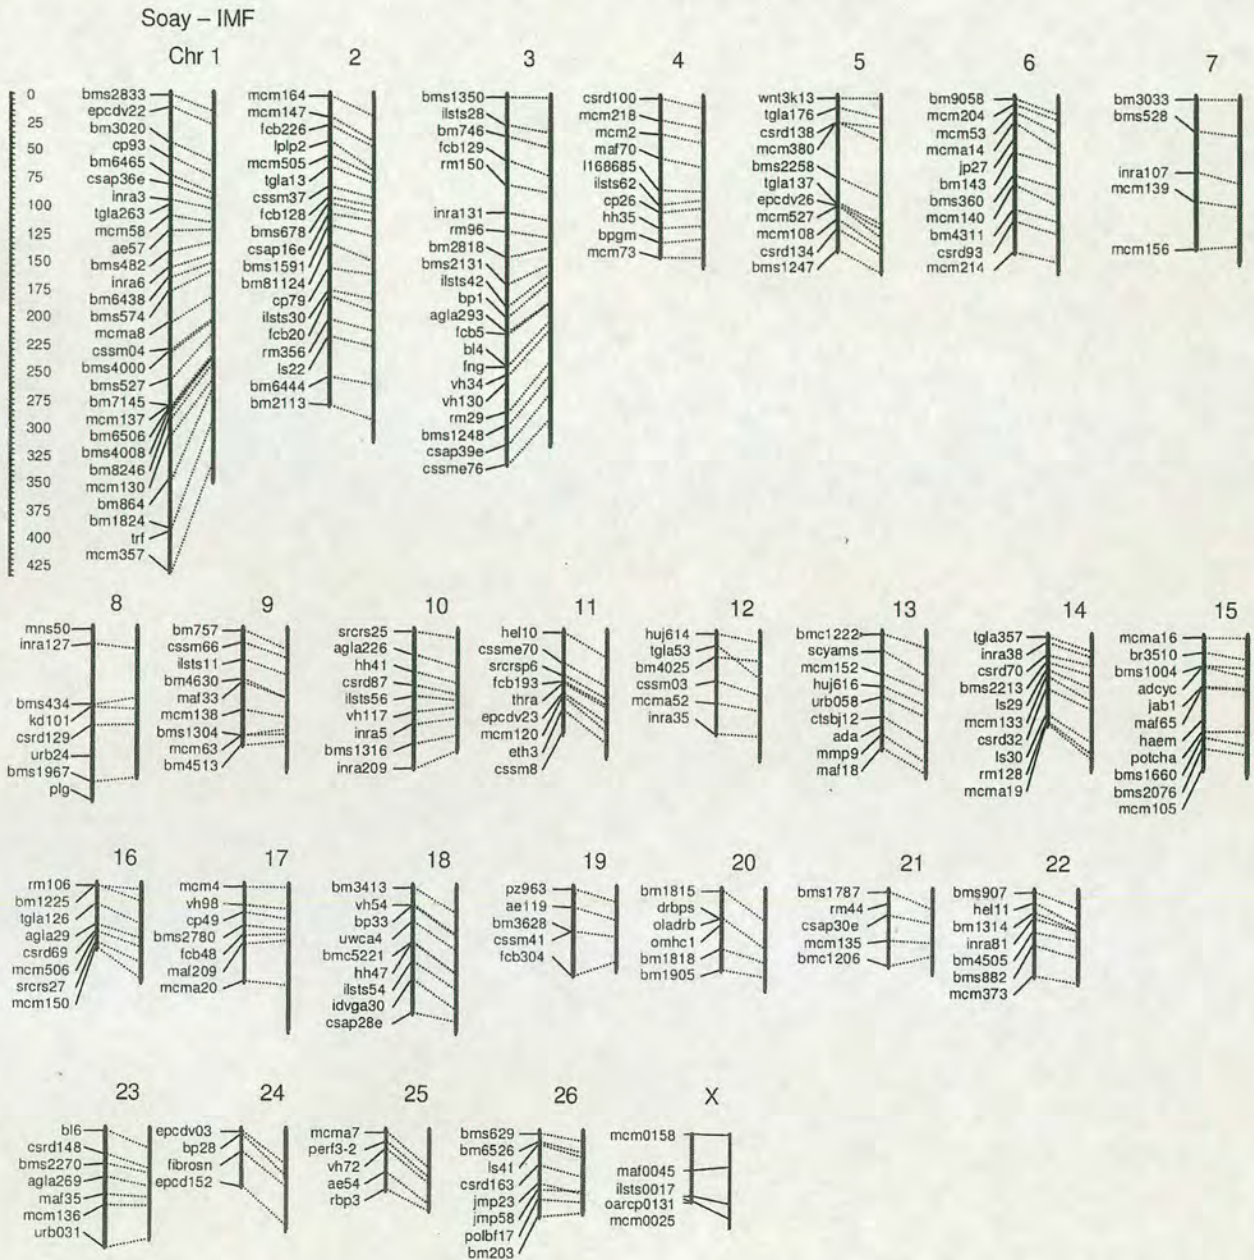 Soay – IMF
Chr 1
2
3
4
5
6
7
0
25
50
75
100
125
150
175
200
225
250
275
300
325
350
375
400
425
bms2833
epcdv22
bm3020
cp93
bm6465
csap36e
inra3
tgla263
mcm58
ae57
bms482
inra6
bm6438
bms574
mcma8
cssm04
bms4000
bms527
bm7145
mcm137
bm6506
bms4008
bm8246
mcm130
bm864
bm1824
trf
mcm357
mcm164
mcm147
fcb226
lplp2
mcm505
tgla13
cssm37
fcb128
bms678
csap16e
bms1591
bm81124
cp79
ilsts30
fcb20
rm356
ls22
bm6444
bm2113
bms1350
ilsts28
bm746
fcb129
rm150
inra131
rm96
bm2818
bms2131
ilsts42
bp1
agla293
fcb5
bl4
fng
vh34
vh130
rm29
bms1248
csap39e
cssme76
csrd100
mcm218
mcm2
maf70
l168685
ilsts62
cp26
hh35
bpgm
mcm73
wnt3k13
tgla176
csrd138
mcm380
bms2258
tgla137
epcdv26
mcm527
mcm108
csrd134
bms1247
bm9058
mcm204
mcm53
mcma14
jp27
bm143
bms360
mcm140
bm4311
csrd93
mcm214
bm3033
bms528
inra107
mcm139
mcm156
8
9
10
11
12
13
14
15
mns50
inra127
bms434
kd101
csrd129
urb24
bms1967
plg
bm757
cssm66
ilsts11
bm4630
maf33
mcm138
bms1304
mcm63
bm4513
srcrs25
agla226
hh41
csrd87
ilsts56
vh117
inra5
bms1316
inra209
hel10
cssme70
srcrsp6
fcb193
thra
epcdv23
mcm120
eth3
cssm8
huj614
tgla53
bm4025
cssm03
mcma52
inra35
bmc1222
scyams
mcm152
huj616
urb058
ctsbj12
ada
mmp9
maf18
tgla357
inra38
csrd70
bms2213
ls29
mcm133
csrd32
ls30
rm128
mcma19
mcma16
br3510
bms1004
adcyc
jab1
maf65
haem
potcha
bms1660
bms2076
mcm105
16
17
18
19
20
21
22
rm106
bm1225
tgla126
agla29
csrd69
mcm506
srcrs27
mcm150
mcm4
vh98
cp49
bms2780
fcb48
maf209
mcma20
bm3413
vh54
bp33
uwca4
bmc5221
hh47
ilsts54
idvga30
csap28e
pz963
ae119
bm3628
cssm41
fcb304
bm1815
drbps
oladrb
omhc1
bm1818
bm1905
bms1787
rm44
csap30e
mcm135
bmc1206
bms907
hel11
bm1314
inra81
bm4505
bms882
mcm373
23
24
25
26
X
bl6
csrd148
bms2270
agla269
maf35
mcm136
urb031
epcdv03
bp28
fibrosn
epcd152
mcma7
perf3-2
vh72
ae54
rbp3
bms629
bm6526
ls41
csrd163
jmp23
jmp58
polbf17
bm203
mcm0158
maf0045
ilsts0017
oarcp0131
mcm0025